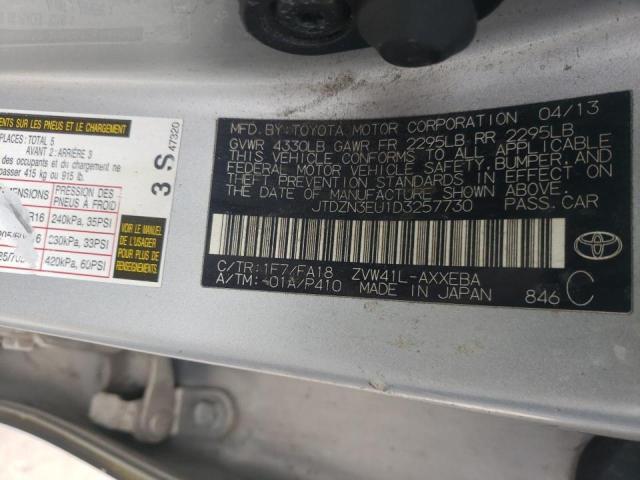 MFD. BY: TOYOTA MOTOR CORPORATION 04/13
GVWR 4330LB GAWR FR 2295LB RR 2295LB
THIS VEHICLE CONFORMS TO ALL APPLICABLE
FEDERAL MOTOR VEHICLE SAFETY, BUMPER, AND
THEFT PREVENTION STANDARDS IN EFFECT ON
THE DATE OF MANUFACTURE SHOWN ABOVE.
JTDZN3EU1D3257730 PASS. CAR
C/TR: 1F7/FA18 ZVW41L-AXXEBA
A/TM: -01A/P410 MADE IN JAPAN 846 C
TOYOTA
SUR LES PNEUS ET LE CHARGEMENT
PLACES: TOTAL 5
AVANT 2: ARRIÈRE 3
des occupants et du chargement ne
passer 415 kg ou 915 lb.
3 S 47320
PRESSION DES
PNEUS À FROID
R16 240kPa, 35PSI
230kPa, 33PSI
420kPa, 60PSI
VOIR LE MANUEL
DE L'USAGER
POUR PLUS DE